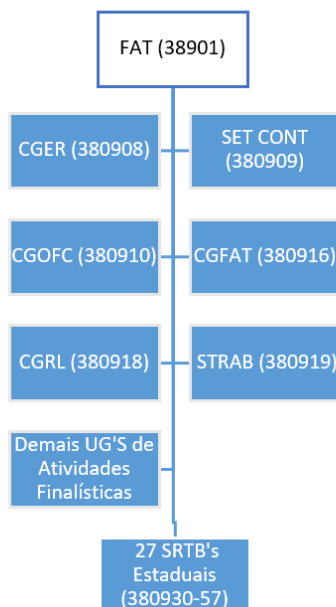 FAT (38901)
CGER (380908)
SET CONT
(380909)
CGOFC (380910)
CGFAT (380916)
CGRL (380918)
STRAB (380919)
Demais UG'S de
Atividades
Finalísticas
27 SRTB's
Estaduais
(380930-57)